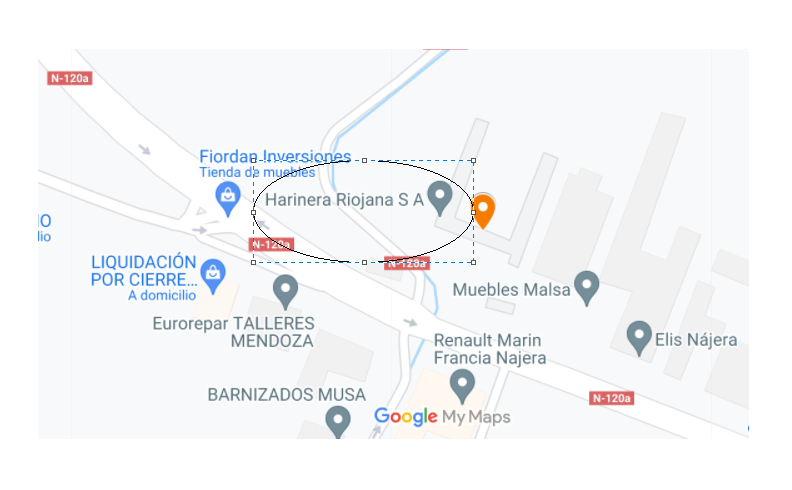 N-120a
Fiordan Inversiones
Tienda de muebles
Harinera Riojana S A
IO
lio
N-120a
LIQUIDACIÓN
POR CIERRE...
A domicilio
N-120a
Muebles Malsa
Eurorepar TALLERES
MENDOZA
Renault Marin
Francia Najera
Elis Nájera
BARNIZADOS MUSA
N-120a
Google My Maps